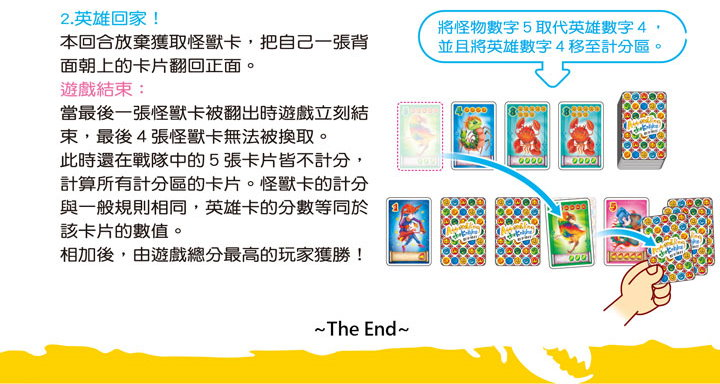 2.英雄回家！
本回合放棄獲取怪獸卡，把自己一張背
面朝上的卡片翻回正面。
遊戲結束：
當最後一張怪獸卡被翻出時遊戲立刻結
束，最後4張怪獸卡無法被換取。
此時還在戰隊中的5張卡片皆不計分，
計算所有計分區的卡片。怪獸卡的計分
與一般規則相同，英雄卡的分數等同於
該卡片的數值。
相加後，由遊戲總分最高的玩家獲勝！
將怪物數字5取代英雄數字4，
並且將英雄數字4移至計分區。
4
1
5
~The End~